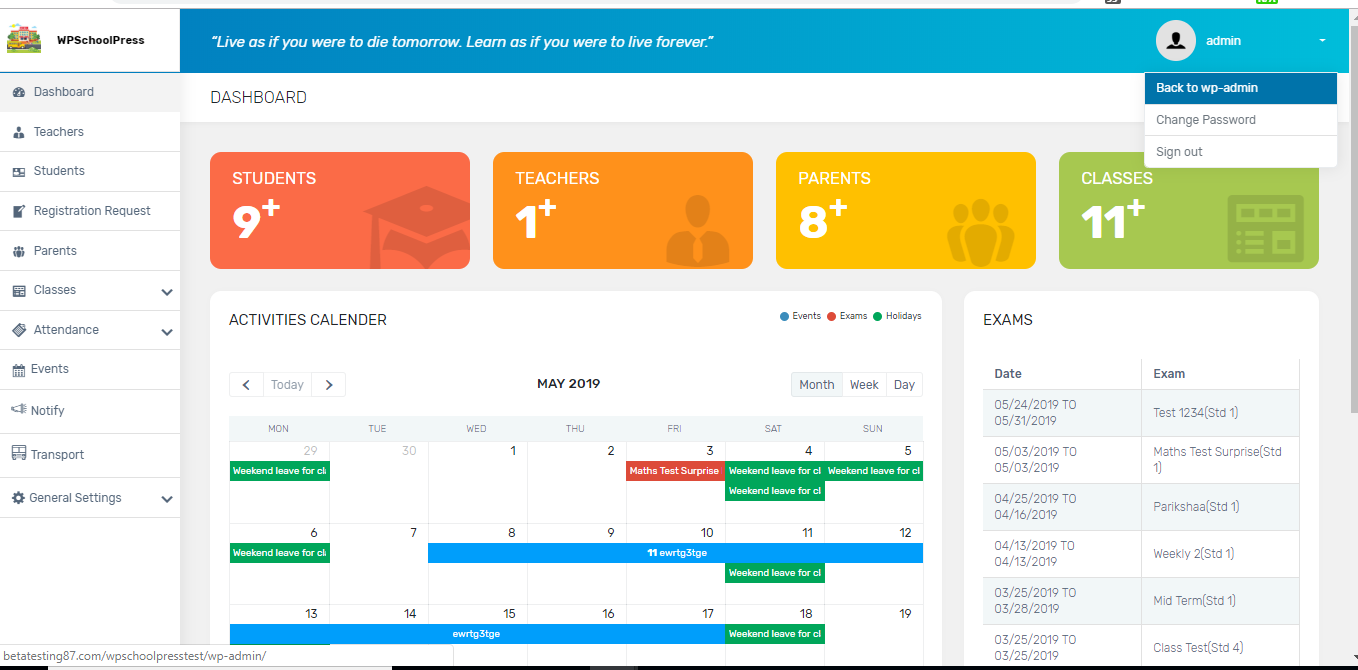 WPSchoolPress
“Live as if you were to die tomorrow. Learn as if you were to live forever.”
admin
Back to wp-admin
Change Password
Sign out
Dashboard
Teachers
Students
Registration Request
Parents
Classes
Attendance
Events
Notify
Transport
General Settings
DASHBOARD
STUDENTS
9+
TEACHERS
1+
PARENTS
8+
CLASSES
11+
ACTIVITIES CALENDER
Events Exams Holidays
Today
MAY 2019
Month Week Day
MON TUE WED THU FRI SAT SUN
29 30 1 2 3 4 5
Weekend leave for cl Maths Test Surprise Weekend leave for cl Weekend leave for cl
Weekend leave for cl
6 7 8 9 10 11 12
Weekend leave for cl 11 ewrtg3tge
Weekend leave for cl
13 14 15 16 17 18 19
ewrtg3tge Weekend leave for cl
EXAMS
Date Exam
05/24/2019 TO
05/31/2019
Test 1234(Std 1)
05/03/2019 TO
05/03/2019
Maths Test Surprise(Std
1)
04/25/2019 TO
04/16/2019
Parikshaa(Std 1)
04/13/2019 TO
04/13/2019
Weekly 2(Std 1)
03/25/2019 TO
03/28/2019
Mid Term(Std 1)
03/25/2019 TO
03/25/2019
Class Test(Std 4)
betatesting87.com/wpschoolpresstest/wp-admin/